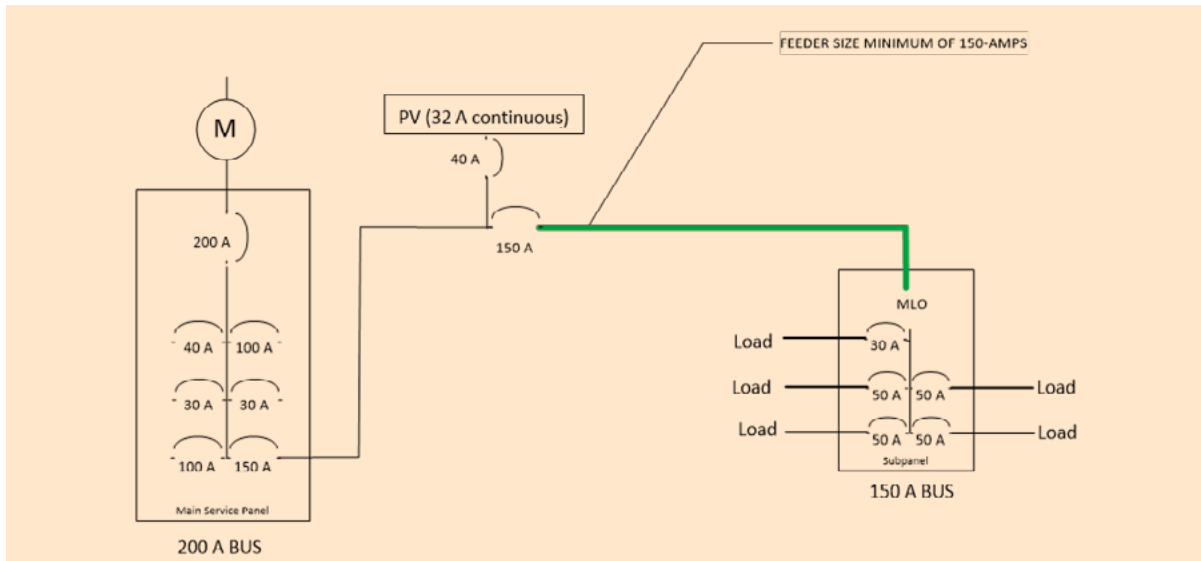 FEEDER SIZE MINIMUM OF 150-AMPS
PV (32 A continuous)
M
40 A
200 A
150 A
MLO
40 A 100 A
Load 30 A
30 A 30 A
Load 50 A 50 A Load
100 A 150 A
Load 50 A 50 A Load
Subpanel
150 A BUS
Main Service Panel
200 A BUS